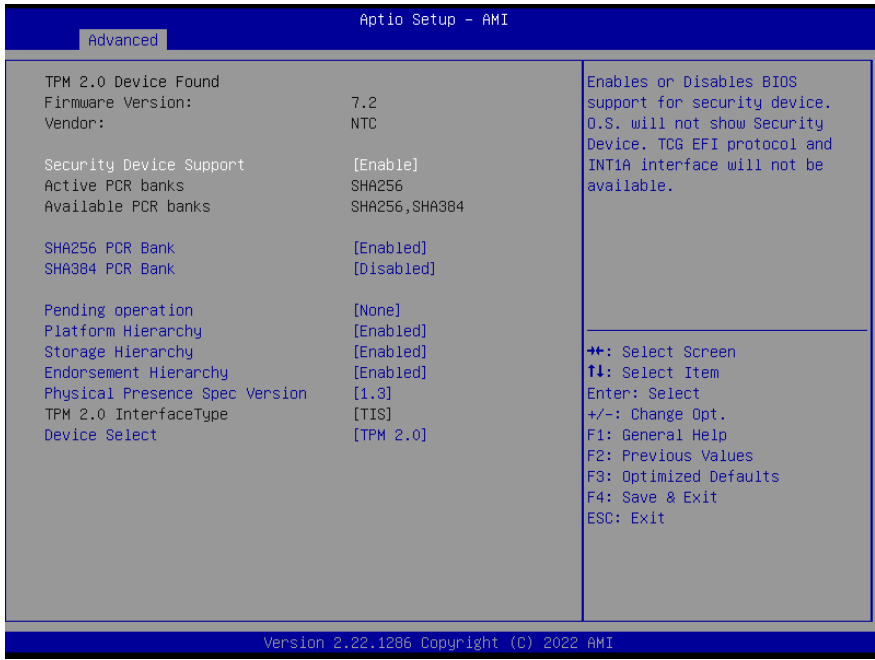 Aptio Setup - AMI
Advanced
TPM 2.0 Device Found
Firmware Version: 7.2
Vendor: NTC
Security Device Support [Enable]
Active PCR banks SHA256
Available PCR banks SHA256,SHA384
SHA256 PCR Bank [Enabled]
SHA384 PCR Bank [Disabled]
Pending operation [None]
Platform Hierarchy [Enabled]
Storage Hierarchy [Enabled]
Endorsement Hierarchy [Enabled]
Physical Presence Spec Version [1.3]
TPM 2.0 InterfaceType [TIS]
Device Select [TPM 2.0]
Enables or Disables BIOS
support for security device.
O.S. will not show Security
Device. TCG EFI protocol and
INT1A interface will not be
available.
→←: Select Screen
↑↓: Select Item
Enter: Select
+/-: Change Opt.
F1: General Help
F2: Previous Values
F3: Optimized Defaults
F4: Save & Exit
ESC: Exit
Version 2.22.1286 Copyright (C) 2022 AMI